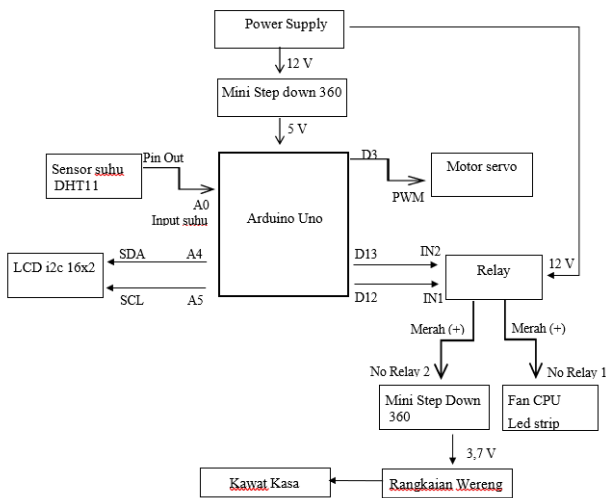 Power Supply
12 V
Mini Step down 360
5 V
Sensor suhu
DHT11
Pin Out
A0
Input suhu
Arduino Uno
D3
PWM
Motor servo
LCD i2c 16x2
SDA
A4
SCL
A5
D13
IN2
D12
IN1
Relay
12 V
Merah (+)
Merah (+)
No Relay 2
No Relay 1
Mini Step Down
360
Fan CPU
Led strip
3,7 V
Kawat Kasa
Rangkaian Wereng